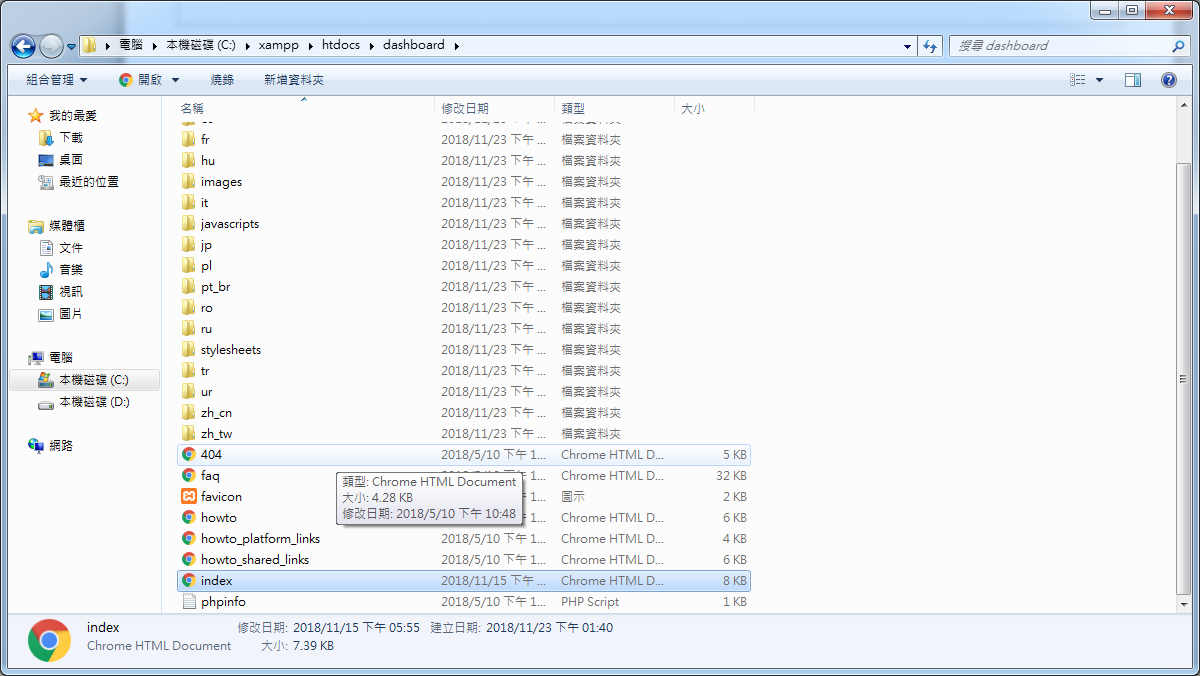 電腦 本機磁碟 (C:) xampp htdocs dashboard 搜尋 dashboard
組合管理 開啟 燒錄 新增資料夾
名稱 修改日期 類型 大小
我的最愛
下載
桌面
最近的位置
媒體櫃
文件
音樂
視訊
圖片
電腦
本機磁碟 (C:)
本機磁碟 (D:)
網路
fr 2018/11/23 下午 ... 檔案資料夾
hu 2018/11/23 下午 ... 檔案資料夾
images 2018/11/23 下午 ... 檔案資料夾
it 2018/11/23 下午 ... 檔案資料夾
javascripts 2018/11/23 下午 ... 檔案資料夾
jp 2018/11/23 下午 ... 檔案資料夾
pl 2018/11/23 下午 ... 檔案資料夾
pt_br 2018/11/23 下午 ... 檔案資料夾
ro 2018/11/23 下午 ... 檔案資料夾
ru 2018/11/23 下午 ... 檔案資料夾
stylesheets 2018/11/23 下午 ... 檔案資料夾
tr 2018/11/23 下午 ... 檔案資料夾
ur 2018/11/23 下午 ... 檔案資料夾
zh_cn 2018/11/23 下午 ... 檔案資料夾
zh_tw 2018/11/23 下午 ... 檔案資料夾
404 2018/5/10 下午 1... Chrome HTML D... 5 KB
faq 1... Chrome HTML D... 32 KB
favicon 1... 圖示 2 KB
howto 1... Chrome HTML D... 6 KB
類型: Chrome HTML Document
大小: 4.28 KB
修改日期: 2018/5/10 下午 10:48
howto_platform_links 2018/5/10 下午 1... Chrome HTML D... 4 KB
howto_shared_links 2018/5/10 下午 1... Chrome HTML D... 6 KB
index 2018/11/15 下午 ... Chrome HTML D... 8 KB
phpinfo 2018/5/10 下午 1... PHP Script 1 KB
index 修改日期: 2018/11/15 下午 05:55 建立日期: 2018/11/23 下午 01:40
Chrome HTML Document 大小: 7.39 KB